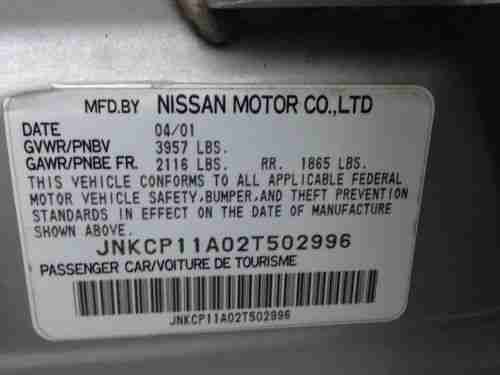 MFD.BY NISSAN MOTOR CO.,LTD
DATE 04/01
GVWR/PNBV 3957 LBS.
GAWR/PNBE FR. 2116 LBS. RR. 1865 LBS.
THIS VEHICLE CONFORMS TO ALL APPLICABLE FEDERAL
MOTOR VEHICLE SAFETY,BUMPER,AND THEFT PREVENTION
STANDARDS IN EFFECT ON THE DATE OF MANUFACTURE
SHOWN ABOVE.
JNKCP11A02T502996
PASSENGER CAR/VOITURE DE TOURISME
JNKCP11A02T502996